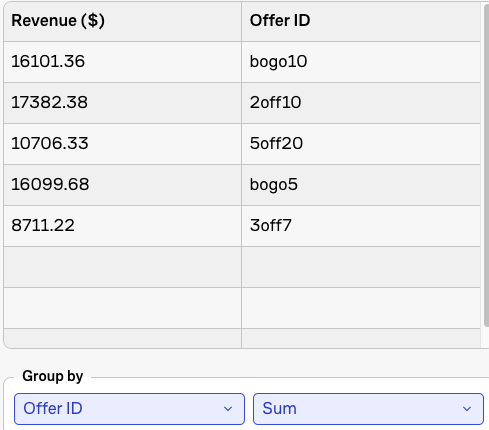 Revenue ($) Offer ID
16101.36 bogo10
17382.38 2off10
10706.33 5off20
16099.68 bogo5
8711.22 3off7
Group by
Offer ID Sum